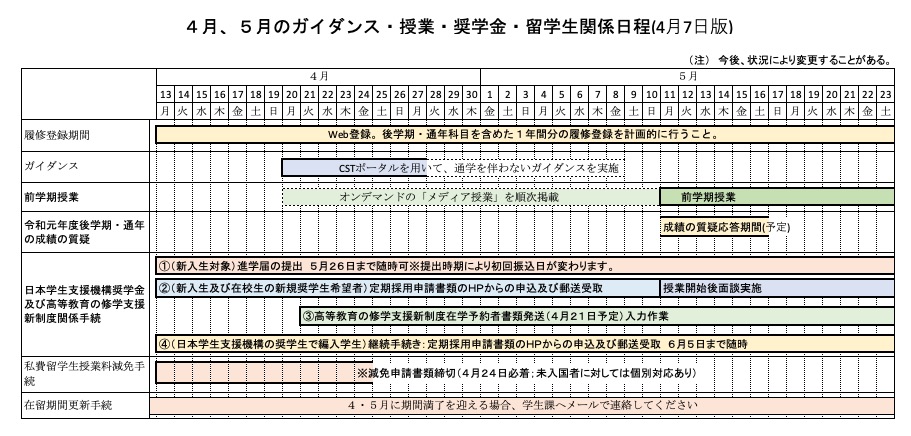 ４月、５月のガイダンス・授業・奨学金・留学生関係日程(4月7日版)
（注） 今後、状況により変更することがある。
４月 ５月
13 14 15 16 17 18 19 20 21 22 23 24 25 26 27 28 29 30 1 2 3 4 5 6 7 8 9 10 11 12 13 14 15 16 17 18 19 20 21 22 23
月 火 水 木 金 土 日 月 火 水 木 金 土 日 月 火 水 木 金 土 日 月 火 水 木 金 土 日 月 火 水 木 金 土 日 月 火 水 木 金 土
履修登録期間 Web登録。後学期・通年科目を含めた１年間分の履修登録を計画的に行うこと。
ガイダンス CSTポータルを用いて、通学を伴わないガイダンスを実施
前学期授業 オンデマンドの「メディア授業」を順次掲載 前学期授業
令和元年度後学期・通年の成績の質疑 成績の質疑応答期間(予定)
日本学生支援機構奨学金及び高等教育の修学支援新制度関係手続
①（新入生対象）進学届の提出 ５月２６日まで随時可※提出時期により初回振込日が変わります。
②（新入生及び在校生の新規奨学生希望者）定期採用申請書類のHPからの申込及び郵送受取 授業開始後面談実施
③高等教育の修学支援新制度在学予約者書類発送（４月２１日予定）入力作業
④（日本学生支援機構の奨学生で編入学生）継続手続き：定期採用申請書類のHPからの申込及び郵送受取 ６月５日まで随時
私費留学生授業料減免手続 ※減免申請書類締切（４月２４日必着；未入国者に対しては個別対応あり）
在留期間更新手続 ４・５月に期間満了を迎える場合、学生課へメールで連絡してください